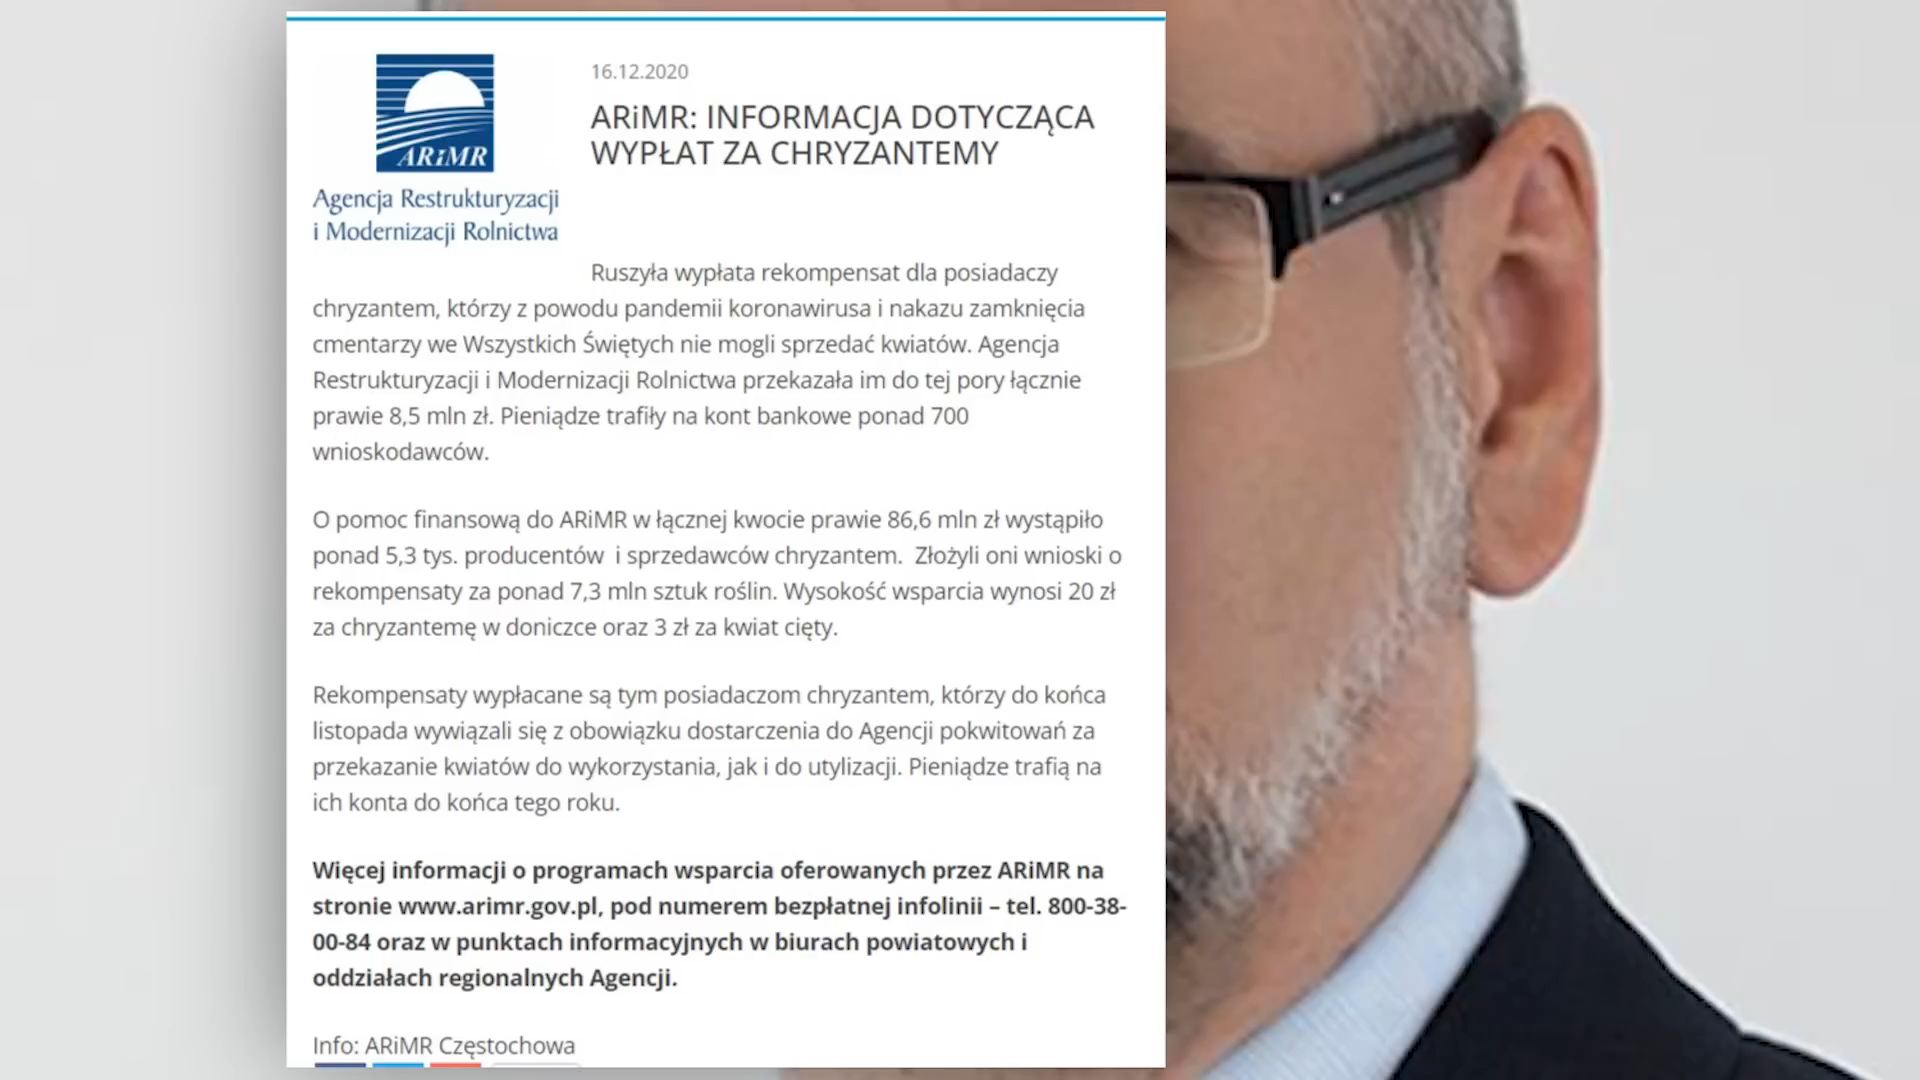 ARiMR
Agencja Restrukturyzacji
i Modernizacji Rolnictwa
16.12.2020
ARiMR: INFORMACJA DOTYCZĄCA
WYPŁAT ZA CHRYZANTEMY
Ruszyła wypłata rekompensat dla posiadaczy
chryzantem, którzy z powodu pandemii koronawirusa i nakazu zamknięcia
cmentarzy we Wszystkich Świętych nie mogli sprzedać kwiatów. Agencja
Restrukturyzacji i Modernizacji Rolnictwa przekazała im do tej pory łącznie
prawie 8,5 mln zł. Pieniądze trafiły na kont bankowe ponad 700
wnioskodawców.
O pomoc finansową do ARiMR w łącznej kwocie prawie 86,6 mln zł wystąpiło
ponad 5,3 tys. producentów i sprzedawców chryzantem. Złożyli oni wnioski o
rekompensaty za ponad 7,3 mln sztuk roślin. Wysokość wsparcia wynosi 20 zł
za chryzantemę w doniczce oraz 3 zł za kwiat cięty.
Rekompensaty wypłacane są tym posiadaczom chryzantem, którzy do końca
listopada wywiązali się z obowiązku dostarczenia do Agencji pokwitowań za
przekazanie kwiatów do wykorzystania, jak i do utylizacji. Pieniądze trafią na
ich konta do końca tego roku.
Więcej informacji o programach wsparcia oferowanych przez ARiMR na
stronie www.arimr.gov.pl, pod numerem bezpłatnej infolinii – tel. 800-38-
00-84 oraz w punktach informacyjnych w biurach powiatowych i
oddziałach regionalnych Agencji.
Info: ARiMR Częstochowa